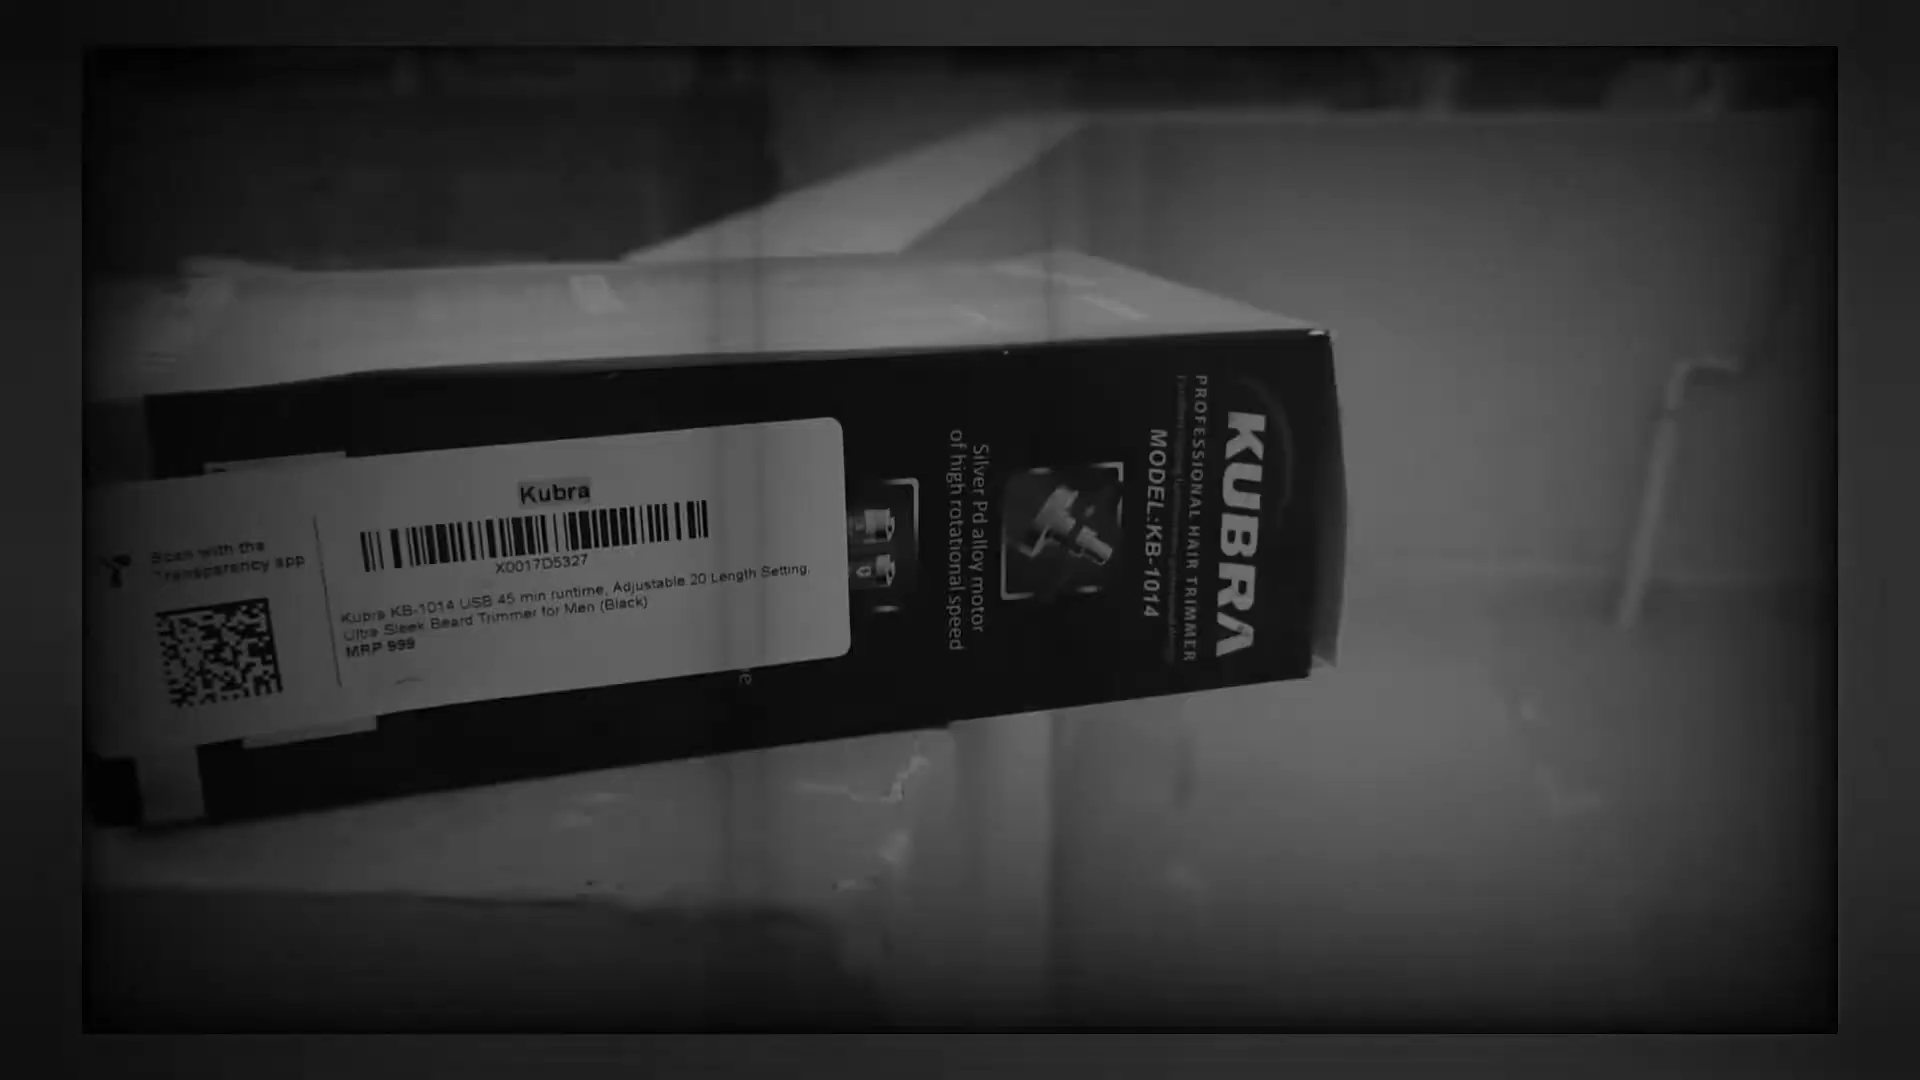 Kubra
X0017D5327
Kubra KB-1014 USB 45 min runtime, Adjustable 20 Length Setting,
Ultra Sleek Beard Trimmer for Men (Black)
MRP 999
Scan with the
Transparency app
Silver Pd alloy motor
of high rotational speed
KUBRA
PROFESSIONAL HAIR TRIMMER
MODEL:KB-1014